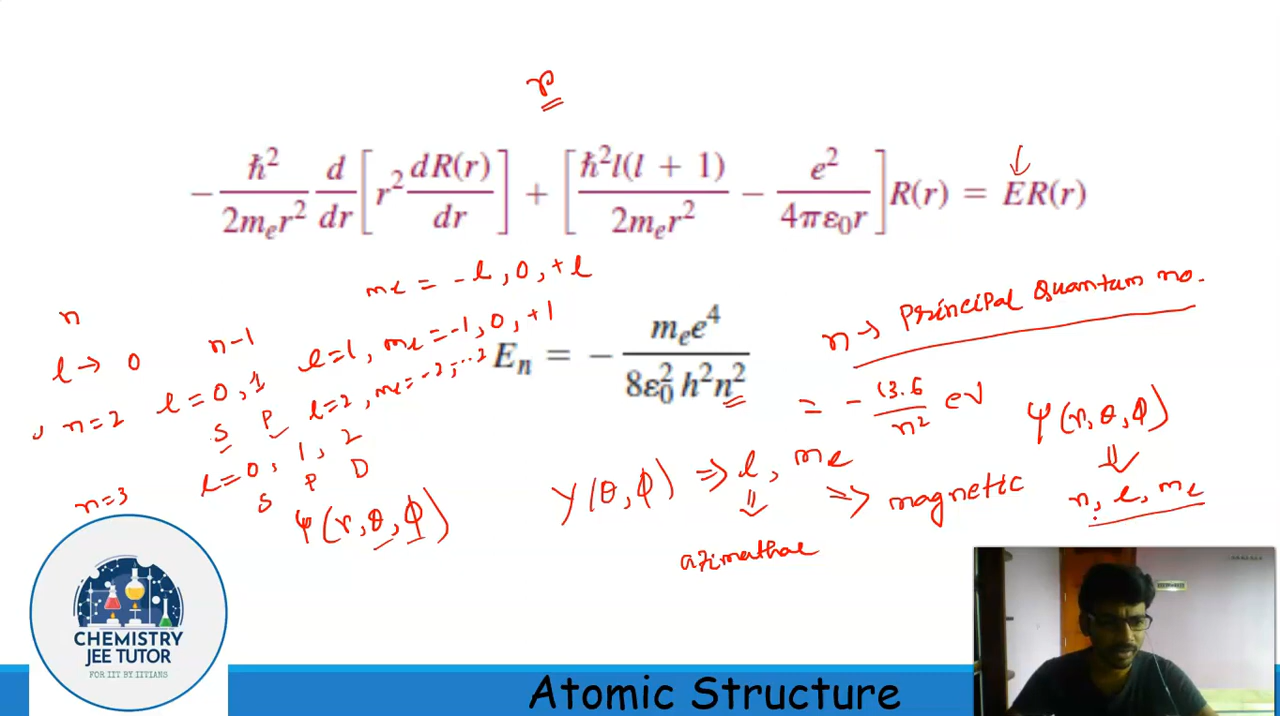 r
-ħ²/2mₑr² d/dr [r² dR(r)/dr] + [ħ²l(l + 1)/2mₑr² - e²/4πε₀r] R(r) = ER(r)
mℓ = -ℓ, 0, +ℓ
n
n → Principal Quantum no.
ℓ → 0 n-1
ℓ=1, mℓ = -1, 0, +1
Eₙ = - mₑe⁴/8ε₀² h²n²
= - 13.6/n² eV
n=2 ℓ=0, 1
S P
ℓ=2, mℓ = -2, ... 2
ψ(r, θ, ϕ)
n=3 ℓ=0, 1, 2
S P D
Y(θ, ϕ) ⇒ ℓ, mℓ
⇒ magnetic
n, ℓ, mℓ
ψ(r, θ, ϕ)
azimuthal
CHEMISTRY
JEE TUTOR
FOR IIT BY IITIANS
Atomic Structure